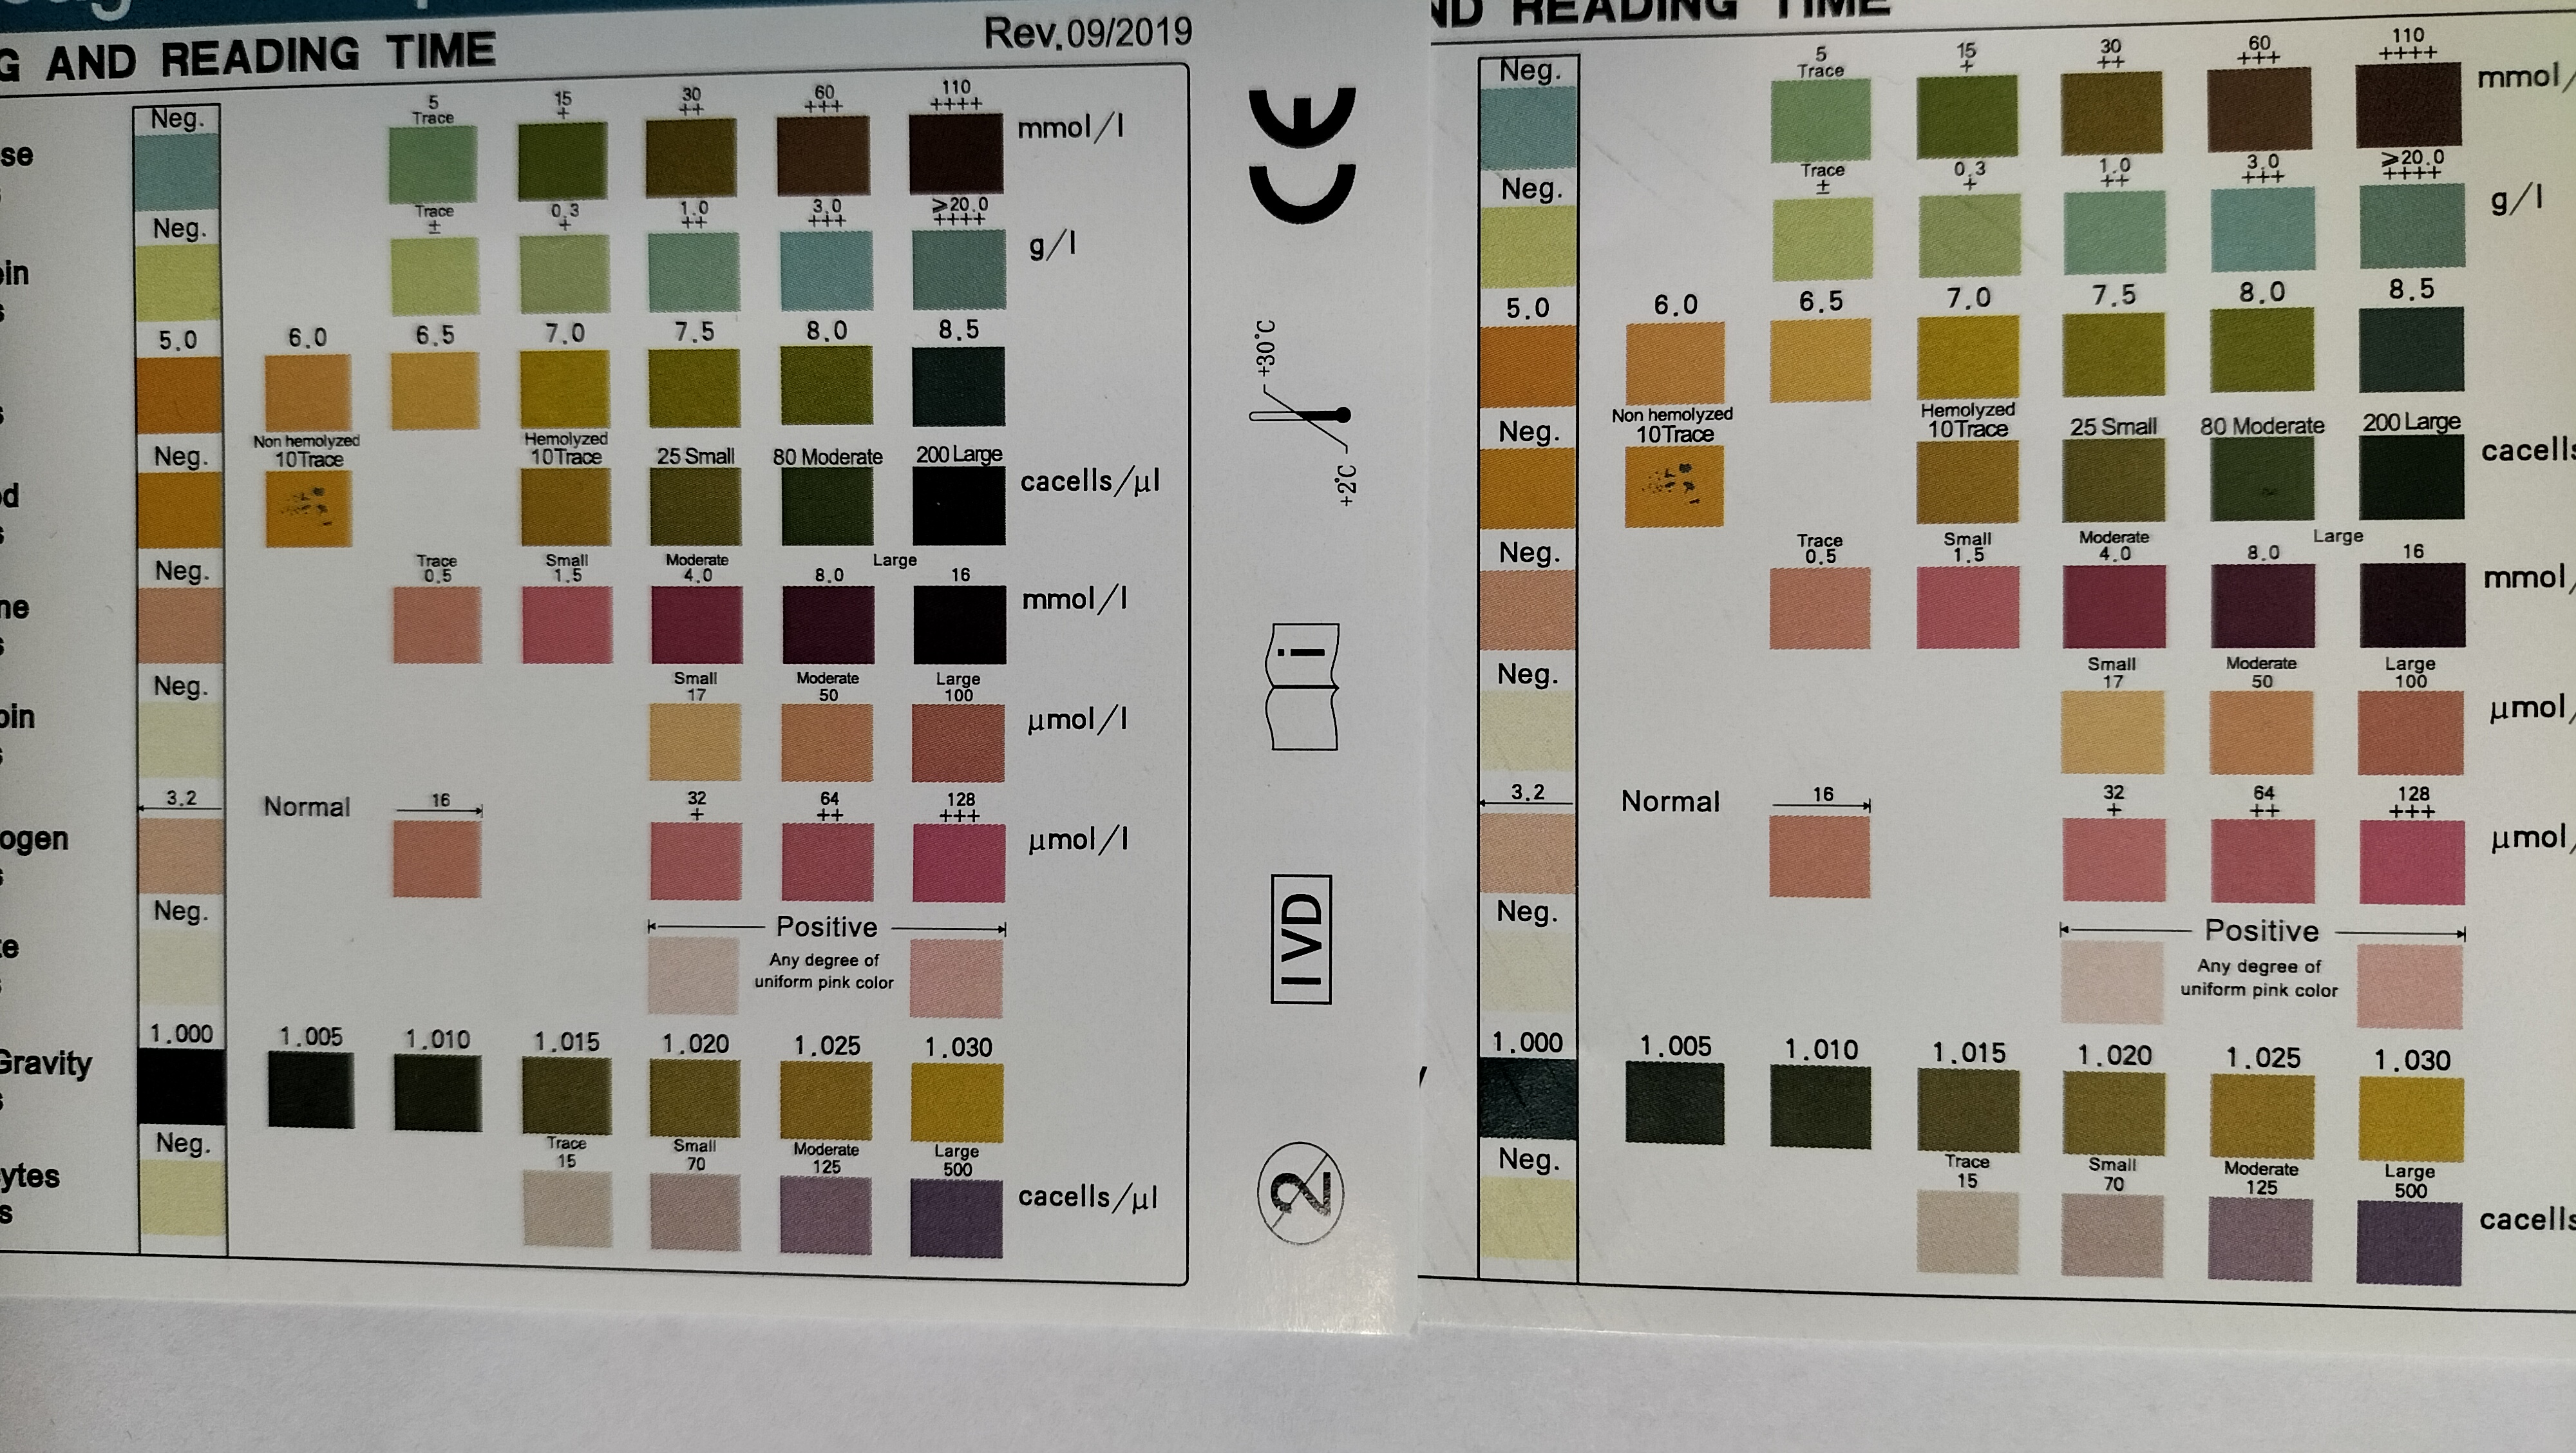 Rev.09/2019
G AND READING TIME
se
Neg.
5 15 30 60 110
Trace + ++ +++ ++++
mmol/l
bin
Neg.
Trace 0.3 1.0 3.0 ≥20.0
± + ++ +++ ++++
g/l
s
5.0 6.0 6.5 7.0 7.5 8.0 8.5
s
Non hemolyzed Hemolyzed
Neg. 10Trace 10Trace 25 Small 80 Moderate 200 Large
cacells/µl
d
s
Trace Small Moderate Large
Neg. 0.5 1.5 4.0 8.0 16
mmol/l
ne
s
Small Moderate Large
Neg. 17 50 100
µmol/l
bin
s
3.2 Normal 16 32 64 128
+ ++ +++
µmol/l
ogen
s
Neg.
Positive
te
Any degree of
uniform pink color
s
1.000 1.005 1.010 1.015 1.020 1.025 1.030
Gravity
s
Trace Small Moderate Large
Neg. 15 70 125 500
cacells/µl
ytes
s
CE
+30°C
+2°C
i
IVD
2
ND READING TIME
Neg.
5 15 30 60 110
Trace + ++ +++ ++++
mmol/
Neg.
Trace 0.3 1.0 3.0 ≥20.0
± + ++ +++ ++++
g/l
5.0 6.0 6.5 7.0 7.5 8.0 8.5
Non hemolyzed Hemolyzed
Neg. 10Trace 10Trace 25 Small 80 Moderate 200 Large
cacells
Trace Small Moderate Large
Neg. 0.5 1.5 4.0 8.0 16
mmol/
Small Moderate Large
Neg. 17 50 100
µmol/
3.2 Normal 16 32 64 128
+ ++ +++
µmol/
Neg.
Positive
Any degree of
uniform pink color
1.000 1.005 1.010 1.015 1.020 1.025 1.030
Trace Small Moderate Large
Neg. 15 70 125 500
cacells